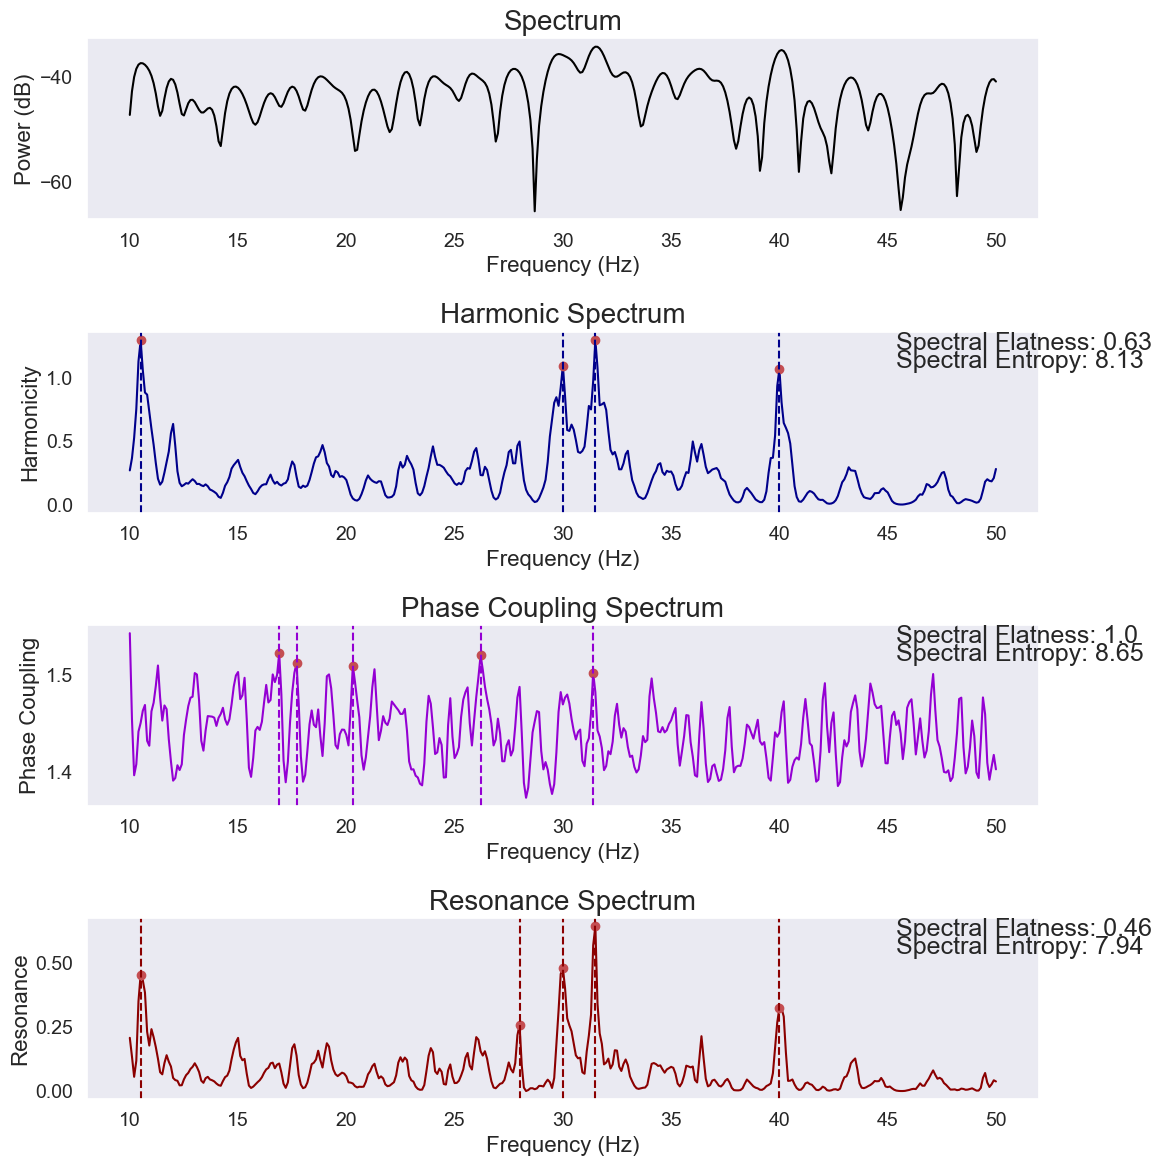 Spectrum
Power (dB)
−40
−60
10 15 20 25 30 35 40 45 50
Frequency (Hz)
Harmonic Spectrum
Spectral Flatness: 0.63
Spectral Entropy: 8.13
Harmonicity
1.0
0.5
0.0
10 15 20 25 30 35 40 45 50
Frequency (Hz)
Phase Coupling Spectrum
Spectral Flatness: 1.0
Spectral Entropy: 8.65
Phase Coupling
1.5
1.4
10 15 20 25 30 35 40 45 50
Frequency (Hz)
Resonance Spectrum
Spectral Flatness: 0.46
Spectral Entropy: 7.94
Resonance
0.50
0.25
0.00
10 15 20 25 30 35 40 45 50
Frequency (Hz)